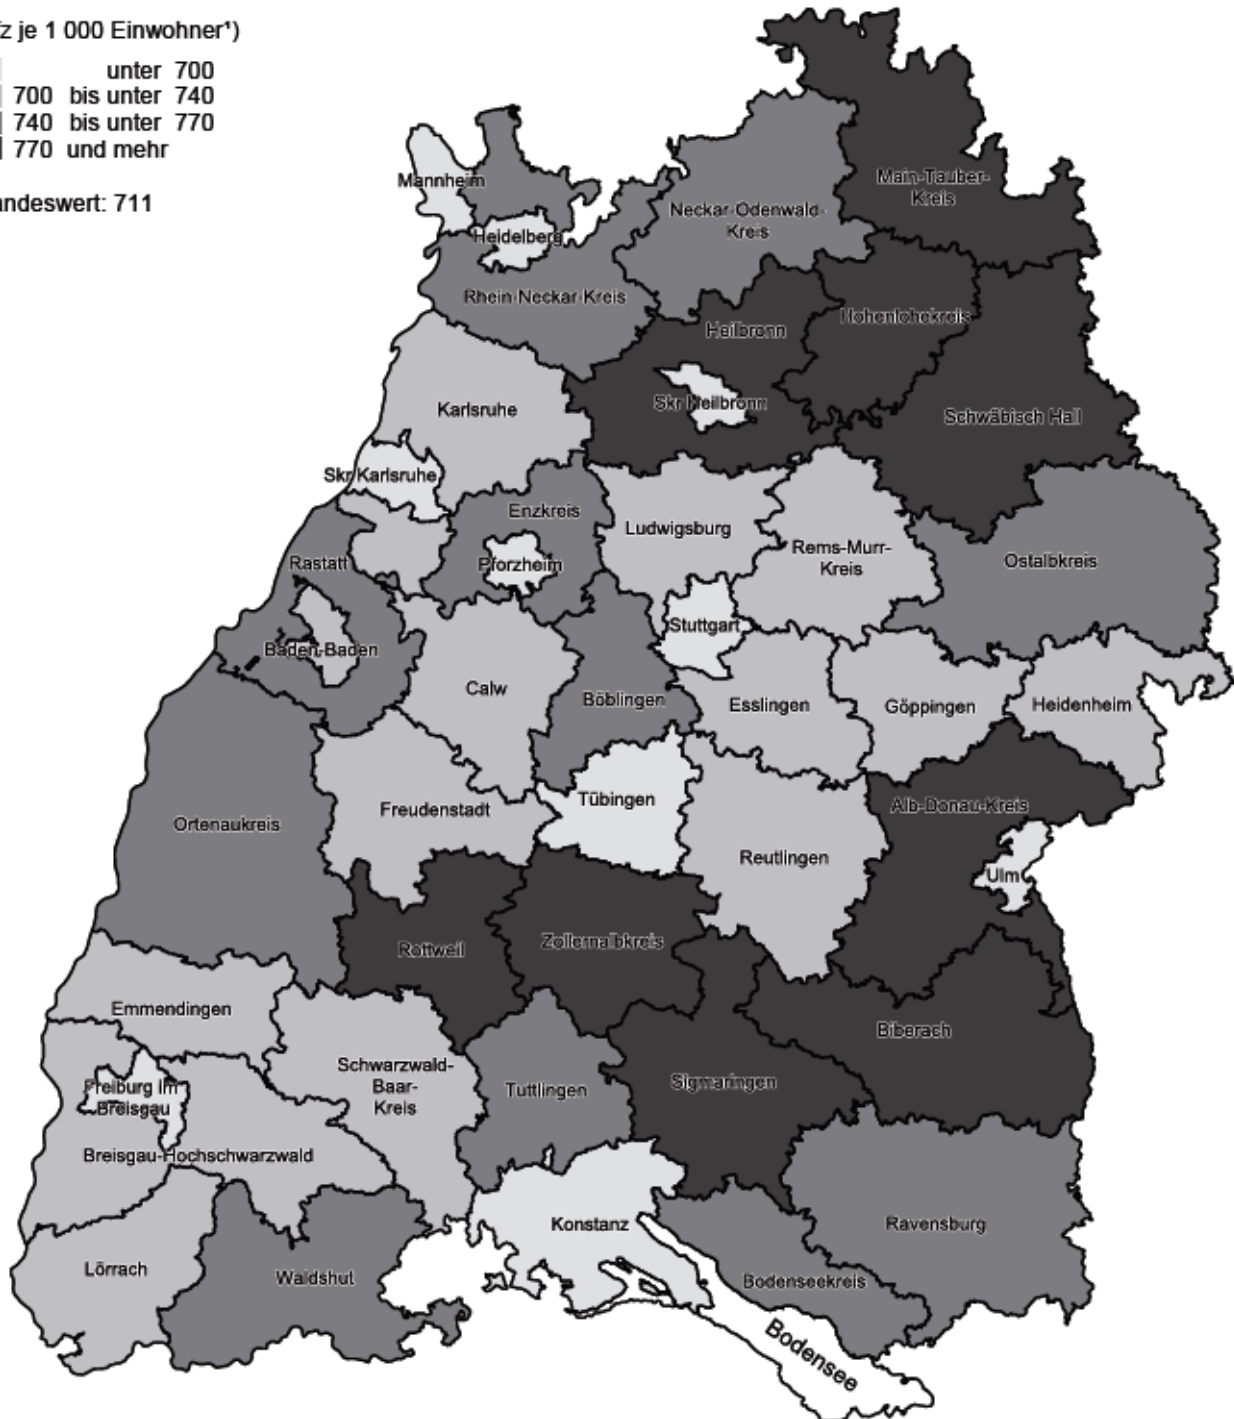 fz je 1 000 Einwohner¹)
unter 700
700 bis unter 740
740 bis unter 770
770 und mehr
andeswert: 711
Main-Tauber-
Kreis
Mannheim
Neckar-Odenwald-
Kreis
Heidelberg
Rhein-Neckar-Kreis
Hohenlohekreis
Heilbronn
Skr Heilbronn
Karlsruhe
Schwäbisch Hall
Skr Karlsruhe
Enzkreis
Ludwigsburg
Rems-Murr-
Kreis
Ostalbkreis
Rastatt
Pforzheim
Stuttgart
Baden-Baden
Calw
Böblingen
Esslingen
Göppingen
Heidenheim
Tübingen
Alb-Donau-Kreis
Freudenstadt
Ortenaukreis
Reutlingen
Ulm
Rottweil
Zollernalbkreis
Emmendingen
Biberach
Schwarzwald-
Baar-
Kreis
Freiburg im
Breisgau
Tuttlingen
Sigmaringen
Breisgau-Hochschwarzwald
Konstanz
Ravensburg
Lörrach
Waldshut
Bodenseekreis
Bodensee